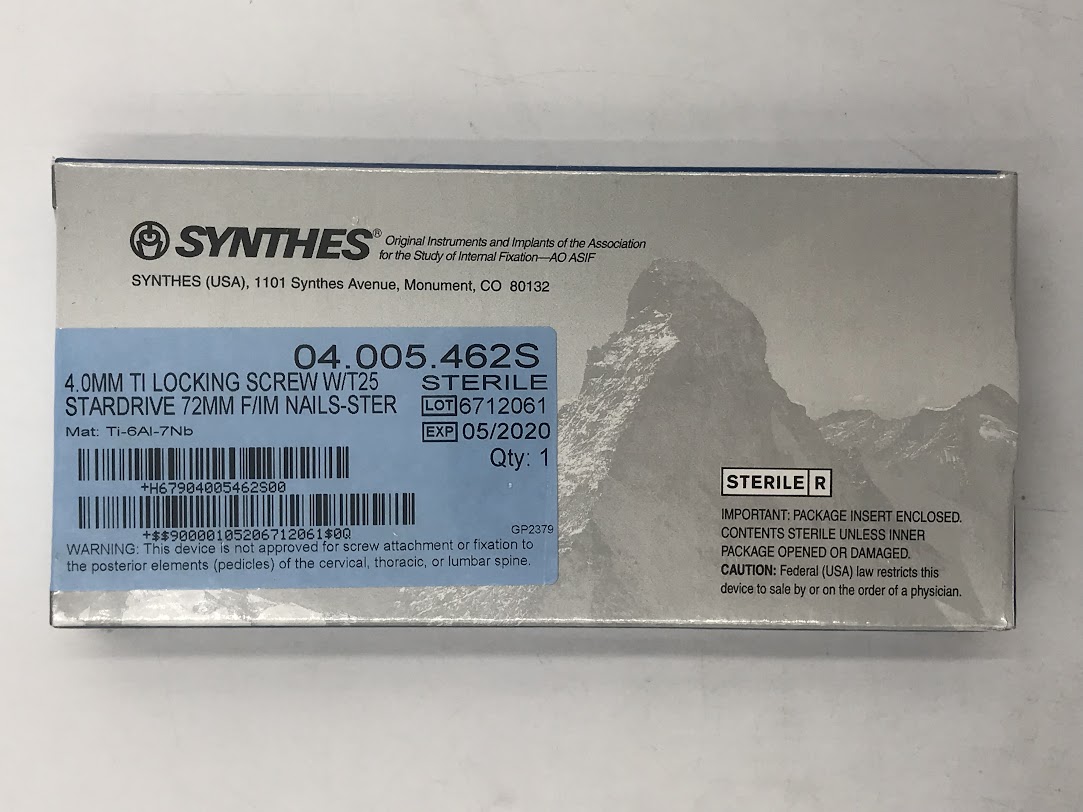 SYNTHES® Original Instruments and Implants of the Association
for the Study of Internal Fixation—AO ASIF
SYNTHES (USA), 1101 Synthes Avenue, Monument, CO 80132
04.005.462S
4.0MM TI LOCKING SCREW W/T25 STERILE
STARDRIVE 72MM F/IM NAILS-STER LOT 6712061
Mat: Ti-6Al-7Nb EXP 05/2020
Qty: 1
+H67904005462S00
+$$90000105206712061$0Q GP2379
WARNING: This device is not approved for screw attachment or fixation to
the posterior elements (pedicles) of the cervical, thoracic, or lumbar spine.
STERILE R
IMPORTANT: PACKAGE INSERT ENCLOSED.
CONTENTS STERILE UNLESS INNER
PACKAGE OPENED OR DAMAGED.
CAUTION: Federal (USA) law restricts this
device to sale by or on the order of a physician.